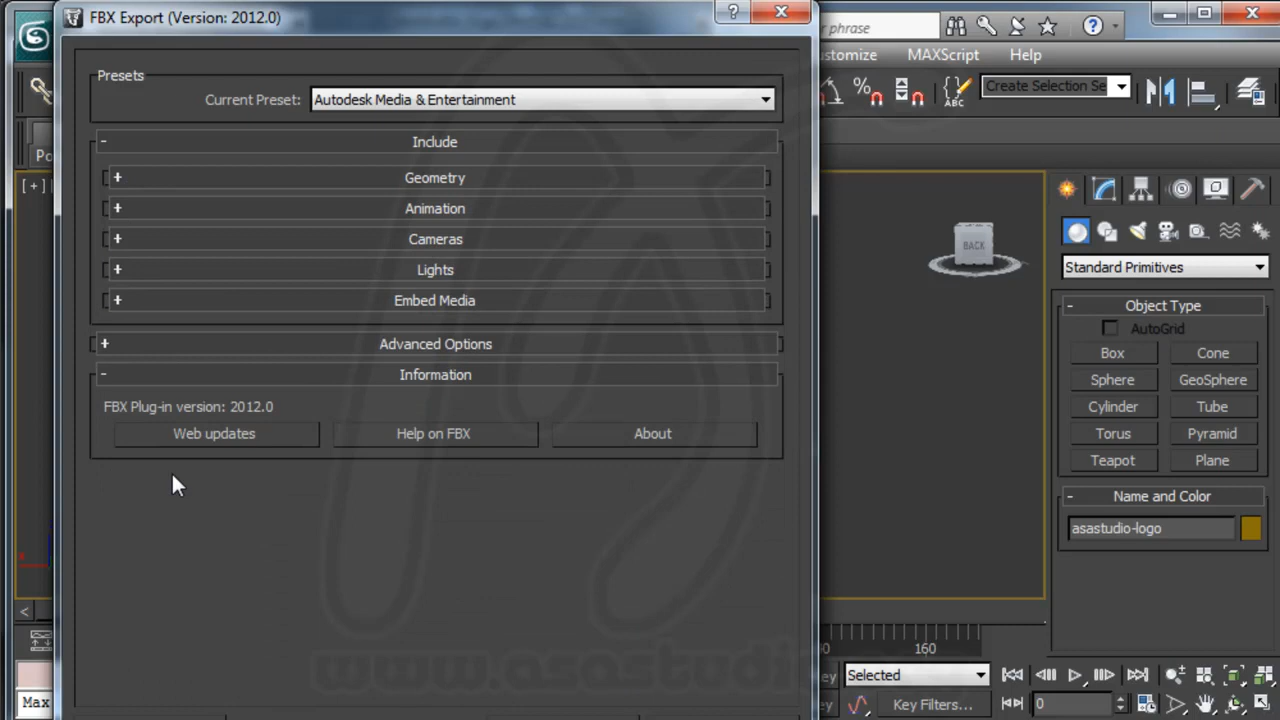 FBX Export (Version: 2012.0)
phrase
Customize MAXScript Help
Presets
Current Preset: Autodesk Media & Entertainment
Create Selection Se
ABC
Include
Po
[ + ]
Geometry
Animation
Cameras
Lights
Embed Media
Advanced Options
Information
FBX Plug-in version: 2012.0
Web updates Help on FBX About
BACK
Standard Primitives
Object Type
AutoGrid
Box Cone
Sphere GeoSphere
Cylinder Tube
Torus Pyramid
Teapot Plane
Name and Color
asastudio-logo
x
www.asastudi
160
Selected
Max
Key Filters...
0